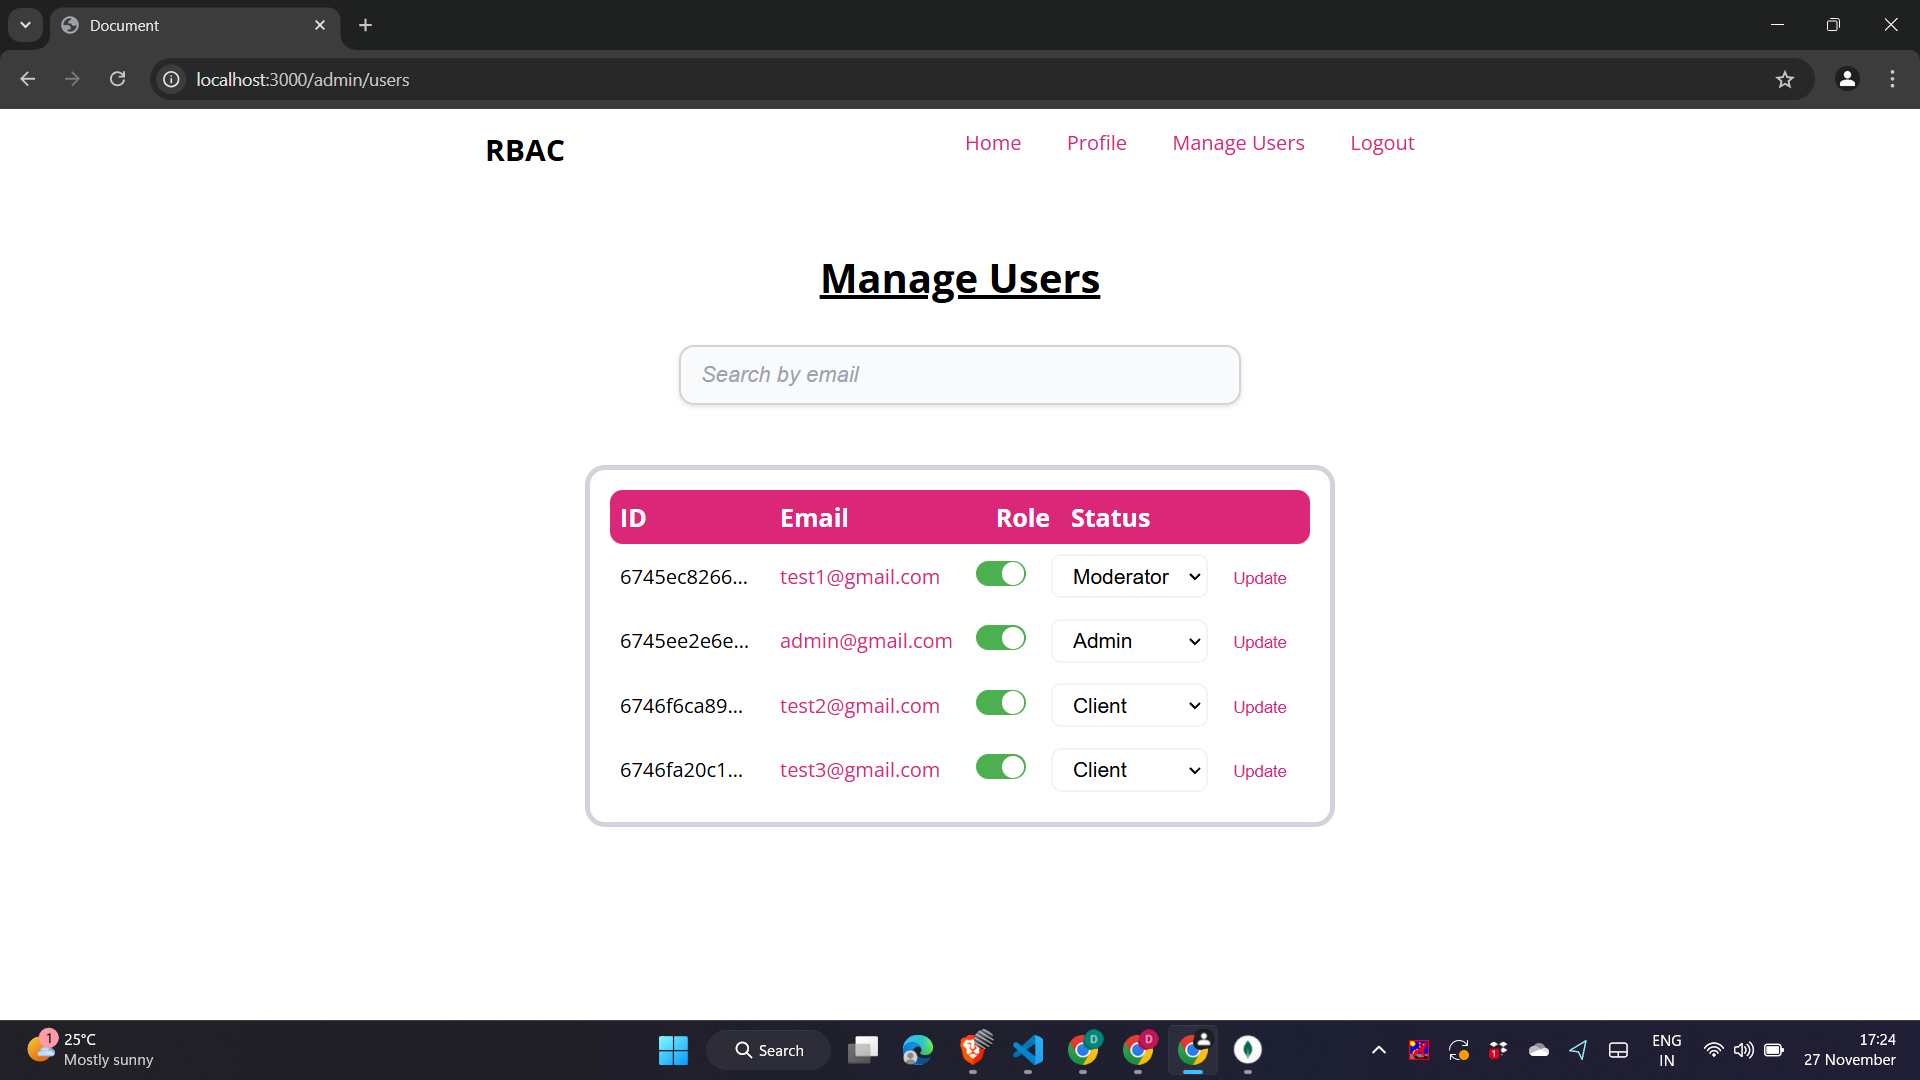 Document
localhost:3000/admin/users
RBAC
Home Profile Manage Users Logout
Manage Users
Search by email
ID Email Role Status
6745ec8266... test1@gmail.com Moderator Update
6745ee2e6e... admin@gmail.com Admin Update
6746f6ca89... test2@gmail.com Client Update
6746fa20c1... test3@gmail.com Client Update
1 25°C
Mostly sunny
Search
D
D
1
ENG
IN
17:24
27 November